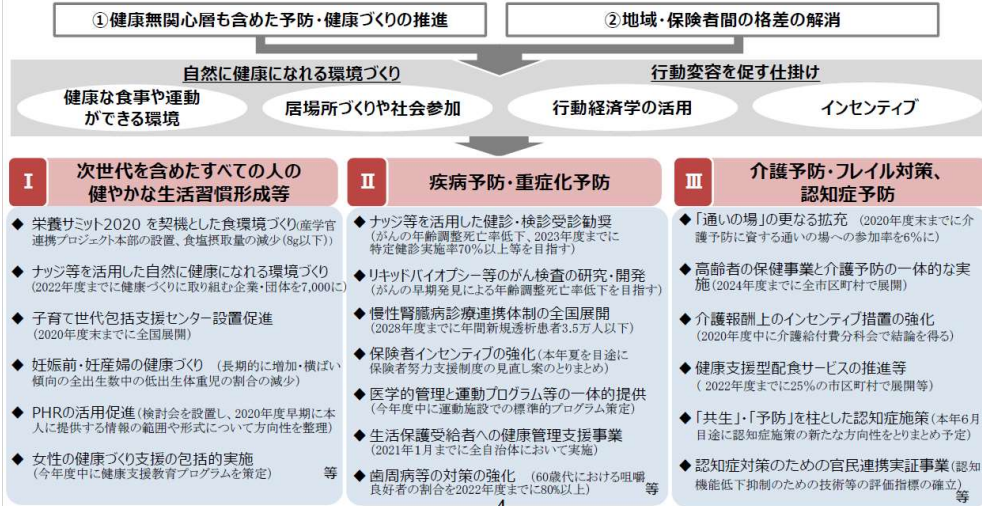 ①健康無関心層も含めた予防・健康づくりの推進
②地域・保険者間の格差の解消
自然に健康になれる環境づくり
行動変容を促す仕掛け
健康な食事や運動
ができる環境
居場所づくりや社会参加
行動経済学の活用
インセンティブ
Ⅰ
次世代を含めたすべての人の
健やかな生活習慣形成等
◆ 栄養サミット2020 を契機とした食環境づくり(産学官
連携プロジェクト本部の設置、食塩摂取量の減少(8g以下))
◆ ナッジ等を活用した自然に健康になれる環境づくり
(2022年度までに健康づくりに取り組む企業・団体を7,000に)
◆ 子育て世代包括支援センター設置促進
(2020年度末までに全国展開)
◆ 妊娠前・妊産婦の健康づくり (長期的に増加・横ばい
傾向の全出生数中の低出生体重児の割合の減少)
◆ PHRの活用促進(検討会を設置し、2020年度早期に本
人に提供する情報の範囲や形式について方向性を整理)
◆ 女性の健康づくり支援の包括的実施
(今年度中に健康支援教育プログラムを策定) 等
Ⅱ
疾病予防・重症化予防
◆ ナッジ等を活用した健診・検診受診勧奨
(がんの年齢調整死亡率低下、2023年度までに
特定健診実施率70%以上等を目指す)
◆ リキッドバイオプシー等のがん検査の研究・開発
(がんの早期発見による年齢調整死亡率低下を目指す)
◆ 慢性腎臓病診療連携体制の全国展開
(2028年度までに年間新規透析患者3.5万人以下)
◆ 保険者インセンティブの強化(本年夏を目途に
保険者努力支援制度の見直し案のとりまとめ)
◆ 医学的管理と運動プログラム等の一体的提供
(今年度中に運動施設での標準的プログラム策定)
◆ 生活保護受給者への健康管理支援事業
(2021年1月までに全自治体において実施)
◆ 歯周病等の対策の強化 (60歳代における咀嚼
良好者の割合を2022年度までに80%以上) 等
Ⅲ
介護予防・フレイル対策、
認知症予防
◆ 「通いの場」の更なる拡充 (2020年度末までに介
護予防に資する通いの場への参加率を6%に)
◆ 高齢者の保健事業と介護予防の一体的な実
施(2024年度までに全市区町村で展開)
◆ 介護報酬上のインセンティブ措置の強化
(2020年度中に介護給付費分科会で結論を得る)
◆ 健康支援型配食サービスの推進等
(2022年度までに25%の市区町村で展開等)
◆ 「共生」・「予防」を柱とした認知症施策(本年6月
目途に認知症施策の新たな方向性をとりまとめ予定)
◆ 認知症対策のための官民連携実証事業(認知
機能低下抑制のための技術等の評価指標の確立)
等
4